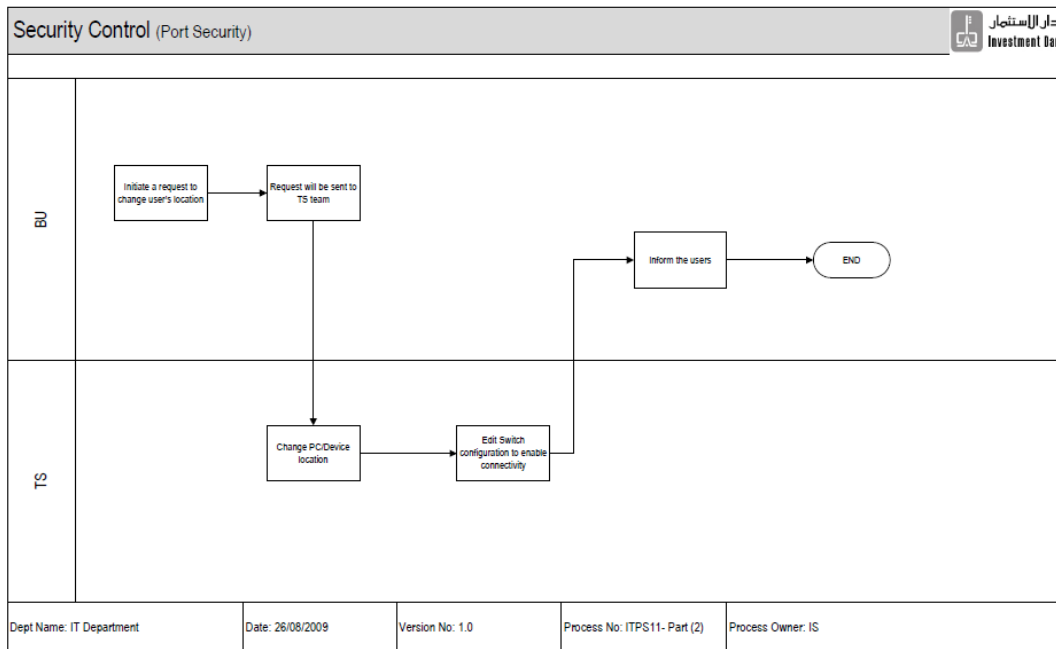 Security Control (Port Security)
دار الإستثمار
Investment Dar
BU
Initiate a request to
change user's location
Request will be sent to
TS team
Inform the users
END
TS
Change PC/Device
location
Edit Switch
configuration to enable
connectivity
Dept Name: IT Department
Date: 26/08/2009
Version No: 1.0
Process No: ITPS11- Part (2)
Process Owner: IS